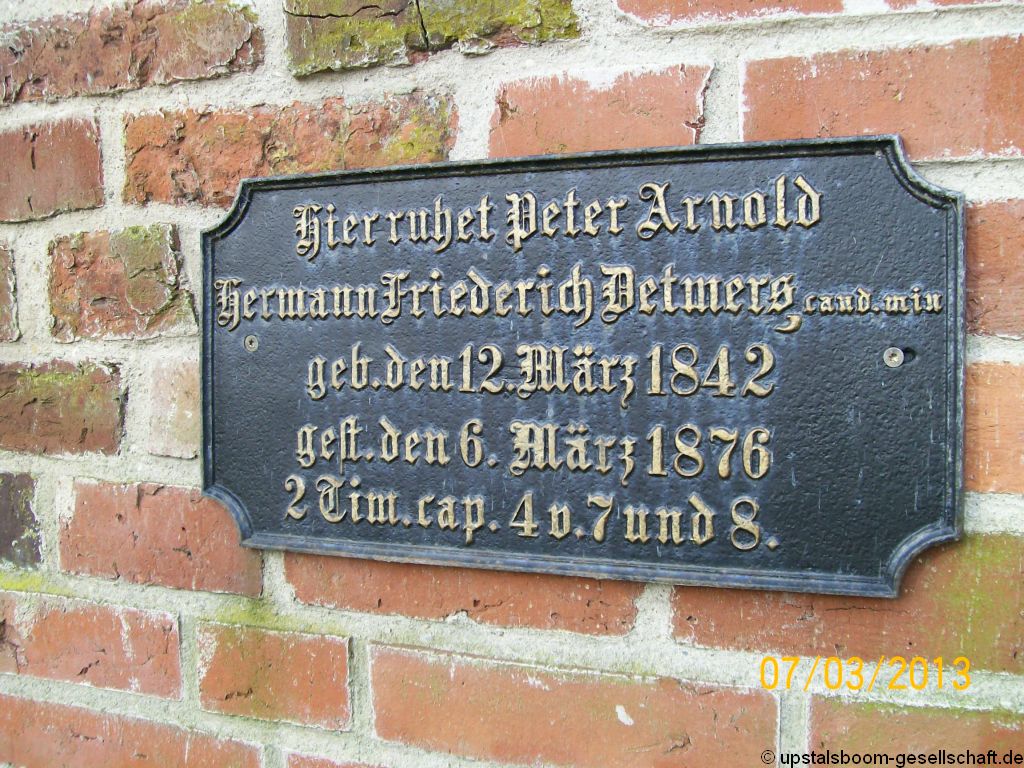 Hier ruhet Peter Arnold
Hermann Friederich Detmers, cand. min
geb. den 12. März 1842
gest. den 6. März 1876
2 Tim. cap. 4 v. 7 und 8.
07/03/2013
© upstalsboom-gesellschaft.de